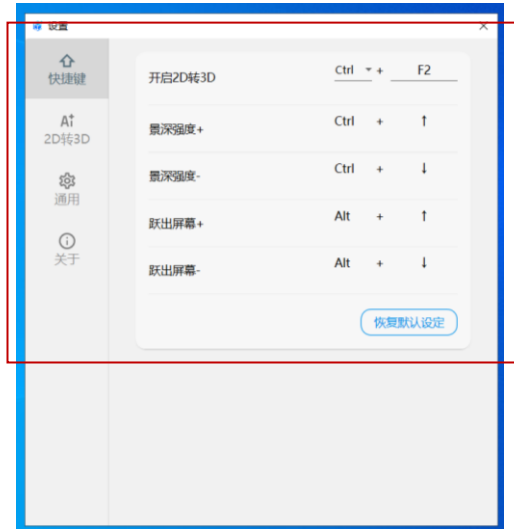 设置
快捷键
2D转3D
通用
关于
开启2D转3D Ctrl + F2
景深强度+ Ctrl + ↑
景深强度- Ctrl + ↓
跃出屏幕+ Alt + ↑
跃出屏幕- Alt + ↓
恢复默认设定